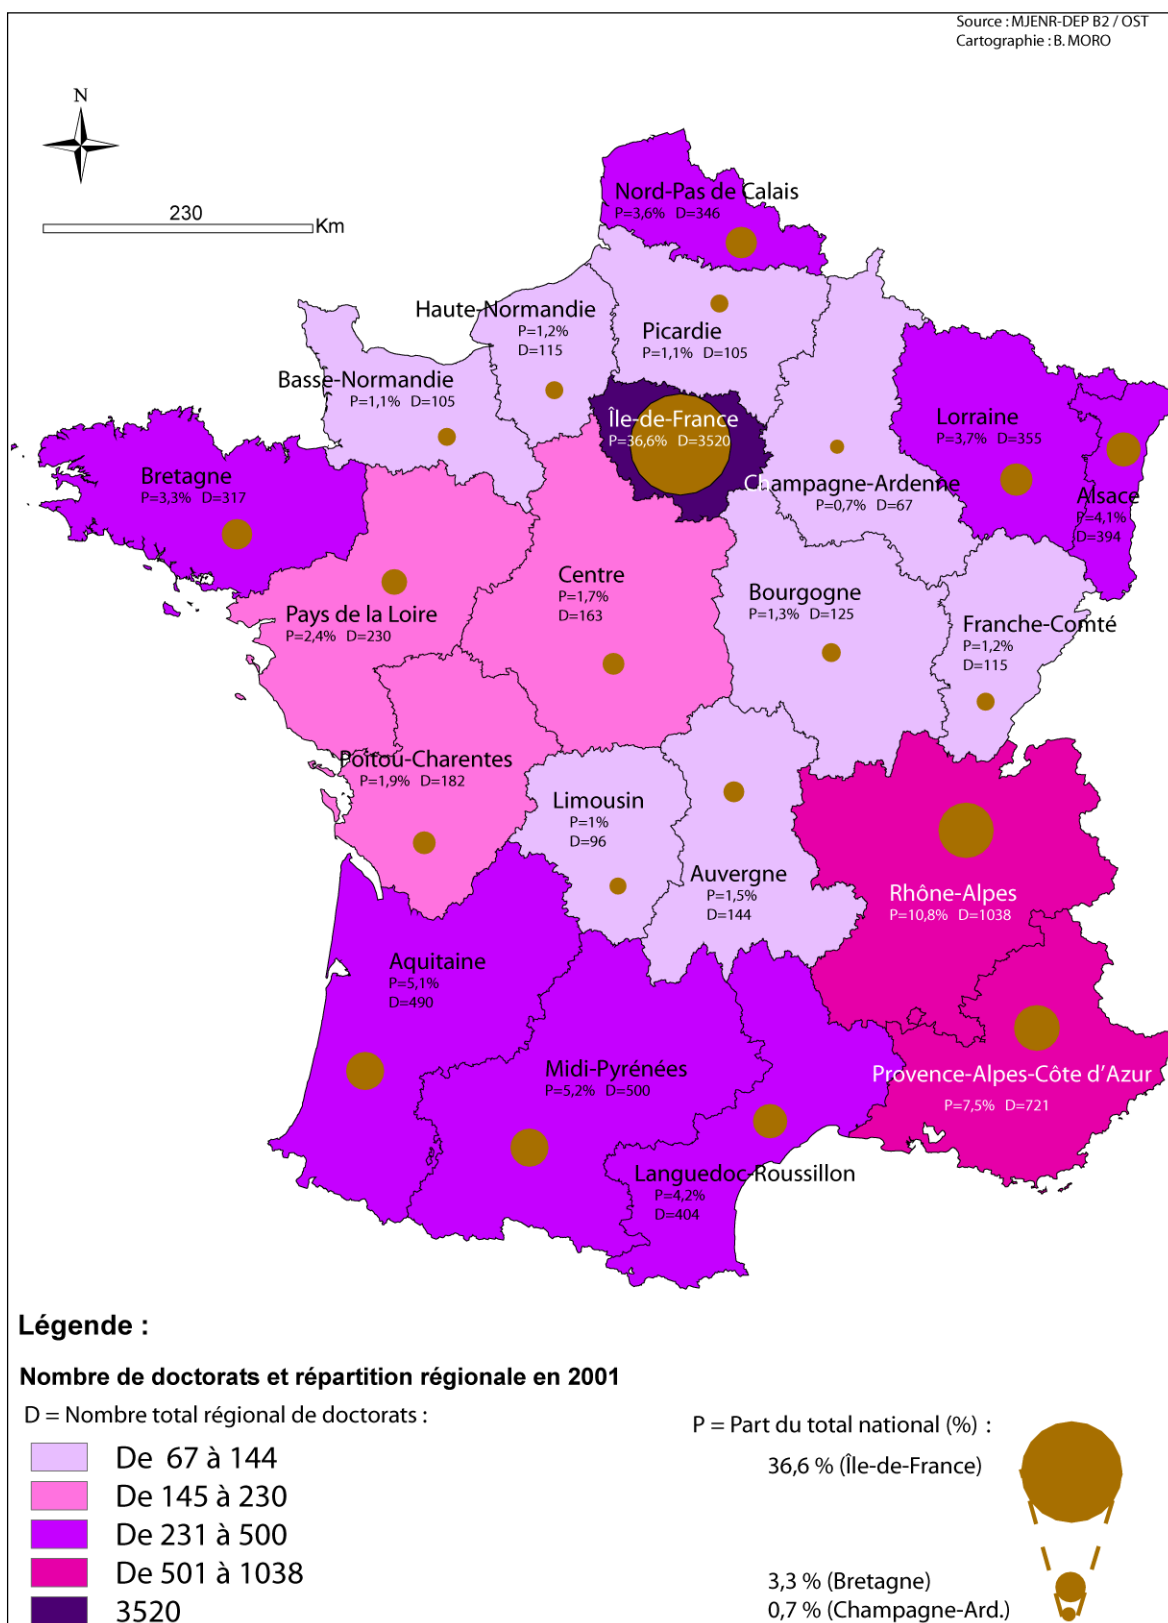 Source : MJENR-DEP B2 / OST
Cartographie : B. MORO
N
230
Km
Nord-Pas de Calais
P=3,6% D=346
Haute-Normandie
P=1,2%
D=115
Picardie
P=1,1% D=105
Basse-Normandie
P=1,1% D=105
Île-de-France
P=36,6% D=3520
Lorraine
P=3,7% D=355
Bretagne
P=3,3% D=317
Champagne-Ardenne
P=0,7% D=67
Alsace
P=4,1%
D=394
Centre
P=1,7%
D=163
Bourgogne
P=1,3% D=125
Pays de la Loire
P=2,4% D=230
Franche-Comté
P=1,2%
D=115
Poitou-Charentes
P=1,9% D=182
Limousin
P=1%
D=96
Auvergne
P=1,5%
D=144
Rhône-Alpes
P=10,8% D=1038
Aquitaine
P=5,1%
D=490
Midi-Pyrénées
P=5,2% D=500
Provence-Alpes-Côte d'Azur
P=7,5% D=721
Languedoc-Roussillon
P=4,2%
D=404
Légende :
Nombre de doctorats et répartition régionale en 2001
D = Nombre total régional de doctorats :
De 67 à 144
De 145 à 230
De 231 à 500
De 501 à 1038
3520
P = Part du total national (%) :
36,6 % (Île-de-France)
3,3 % (Bretagne)
0,7 % (Champagne-Ard.)